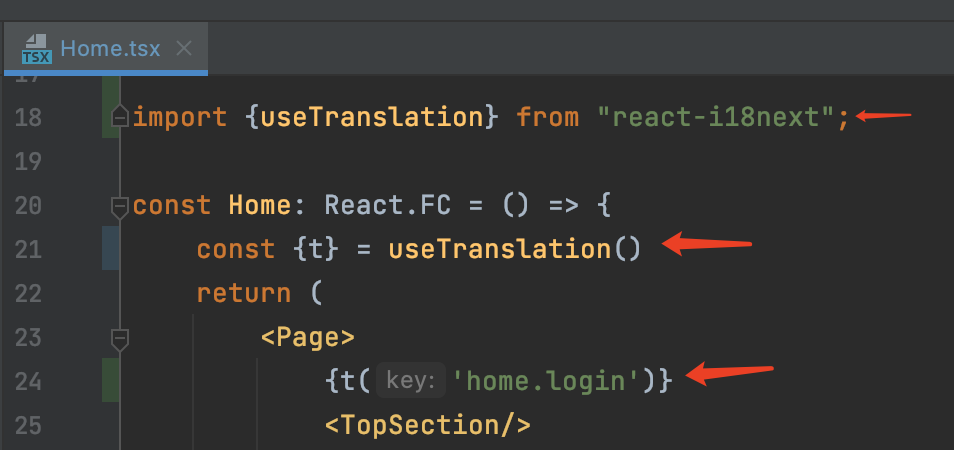 TSX Home.tsx
17
18 import {useTranslation} from "react-i18next";
19
20 const Home: React.FC = () => {
21 const {t} = useTranslation()
22 return (
23 <Page>
24 {t( key: 'home.login')}
25 <TopSection/>